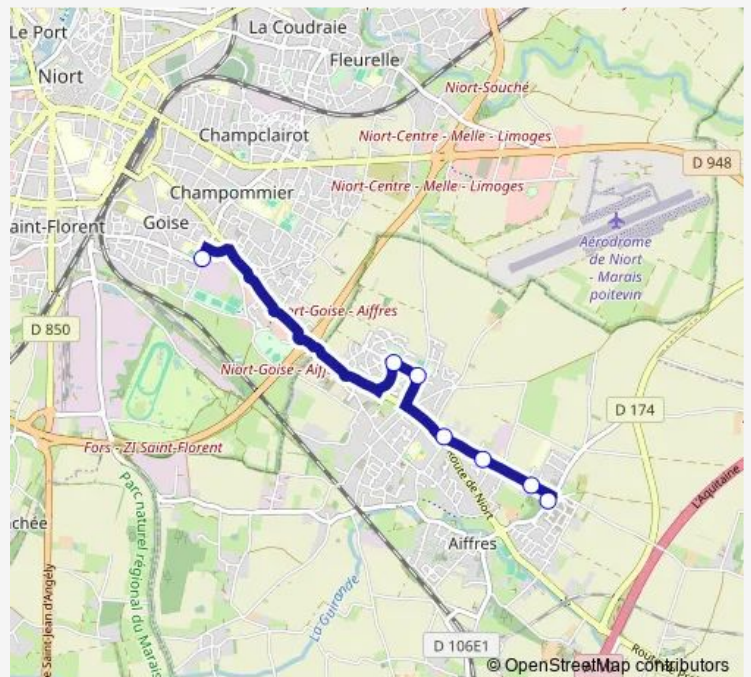 Le Port
La Coudraie
Fleurelle
Niort
Niort-Souché
Champclairot
Niort-Centre - Melle - Limoges
D 948
Niort-Centre - Melle - Limoges
Champommier
Goise
aint-Florent
Aérodrome
de Niort
- Marais
poitevin
ort-Goise - Aiffres
D 850
Niort-Goise - Aiff
D 174
Fors - ZI Saint-Florent
Route de Niort
L'Aquitaine
Parc naturel régional du Marais
achée
Aiffres
La Guirande
e Saint-Jean d'Angély
D 106E1
© OpenStreetMap contributors